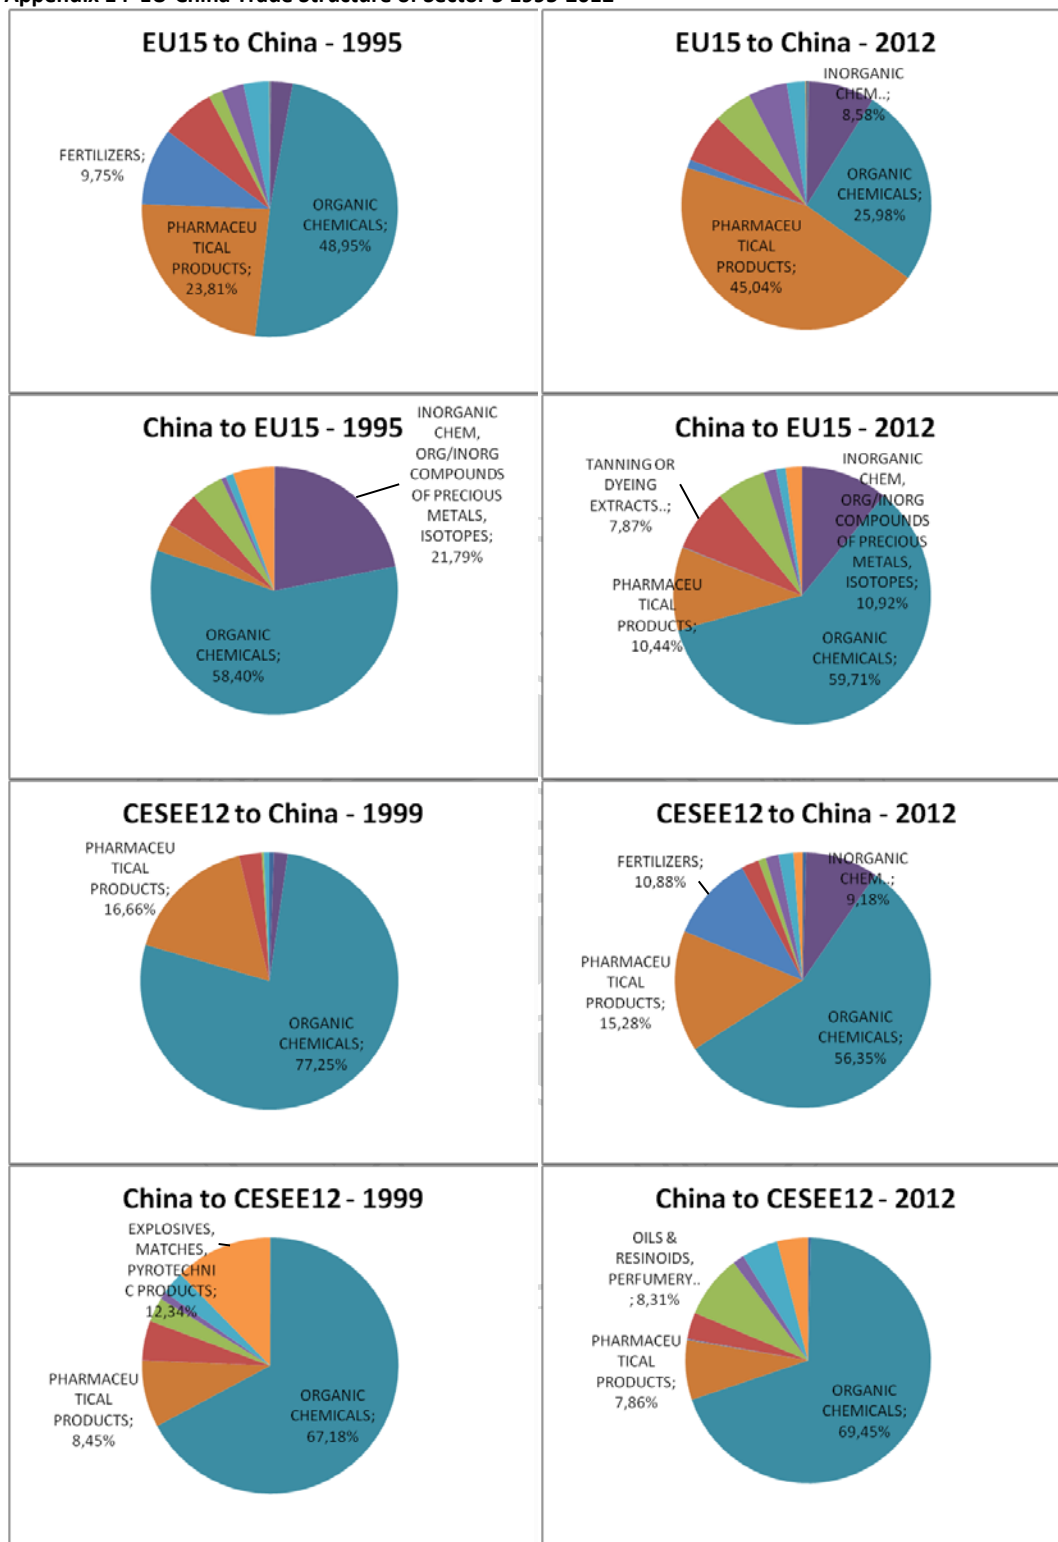 EU15 to China - 1995
FERTILIZERS;
9,75%
ORGANIC
CHEMICALS;
48,95%
PHARMACEU
TICAL
PRODUCTS;
23,81%
EU15 to China - 2012
INORGANIC
CHEM..;
8,58%
ORGANIC
CHEMICALS;
25,98%
PHARMACEU
TICAL
PRODUCTS;
45,04%
China to EU15 - 1995
INORGANIC
CHEM,
ORG/INORG
COMPOUNDS
OF PRECIOUS
METALS,
ISOTOPES;
21,79%
ORGANIC
CHEMICALS;
58,40%
China to EU15 - 2012
TANNING OR
DYEING
EXTRACTS..;
7,87%
INORGANIC
CHEM,
ORG/INORG
COMPOUNDS
OF PRECIOUS
METALS,
ISOTOPES;
10,92%
PHARMACEU
TICAL
PRODUCTS;
10,44%
ORGANIC
CHEMICALS;
59,71%
CESEE12 to China - 1999
PHARMACEU
TICAL
PRODUCTS;
16,66%
ORGANIC
CHEMICALS;
77,25%
CESEE12 to China - 2012
FERTILIZERS;
10,88%
INORGANIC
CHEM..;
9,18%
PHARMACEU
TICAL
PRODUCTS;
15,28%
ORGANIC
CHEMICALS;
56,35%
China to CESEE12 - 1999
EXPLOSIVES,
MATCHES,
PYROTECHNI
C PRODUCTS;
12,34%
PHARMACEU
TICAL
PRODUCTS;
8,45%
ORGANIC
CHEMICALS;
67,18%
China to CESEE12 - 2012
OILS &
RESINOIDS,
PERFUMERY..
; 8,31%
PHARMACEU
TICAL
PRODUCTS;
7,86%
ORGANIC
CHEMICALS;
69,45%